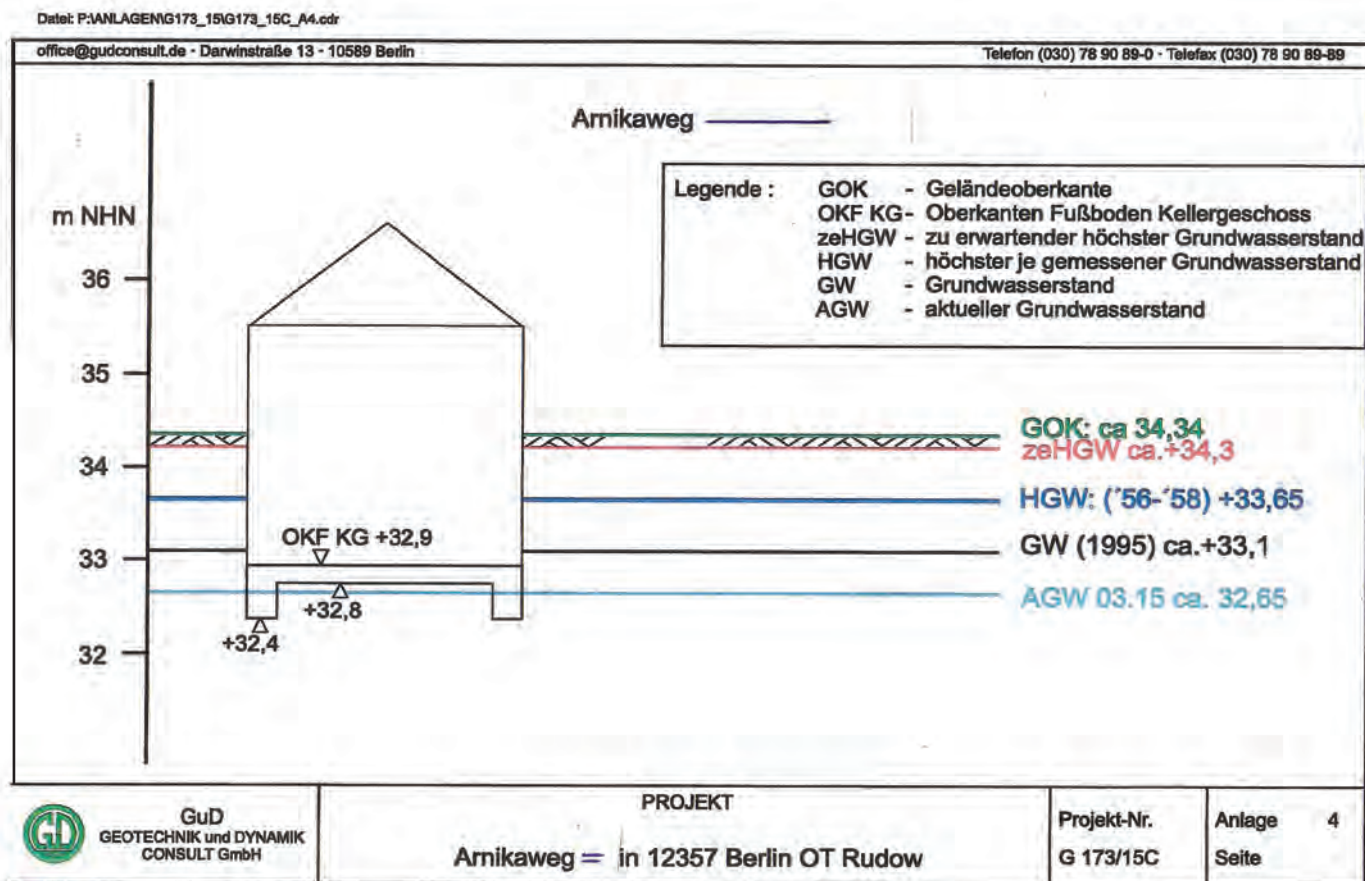 Datei: P:\ANLAGEN\G173_15\G173_15C_A4.cdr
office@gudconsult.de - Darwinstraße 13 - 10589 Berlin
Telefon (030) 78 90 89-0 - Telefax (030) 78 90 89-89
Arnikaweg
Legende :
GOK - Geländeoberkante
OKF KG- Oberkanten Fußboden Kellergeschoss
zeHGW - zu erwartender höchster Grundwasserstand
HGW - höchster je gemessener Grundwasserstand
GW - Grundwasserstand
AGW - aktueller Grundwasserstand
m NHN
36
35
34
33
32
GOK: ca 34,34
zeHGW ca.+34,3
HGW: (´56-´58) +33,65
GW (1995) ca.+33,1
AGW 03.15 ca. 32,65
OKF KG +32,9
+32,8
+32,4
GD
GuD
GEOTECHNIK und DYNAMIK
CONSULT GmbH
PROJEKT
Arnikaweg in 12357 Berlin OT Rudow
Projekt-Nr.
G 173/15C
Anlage 4
Seite